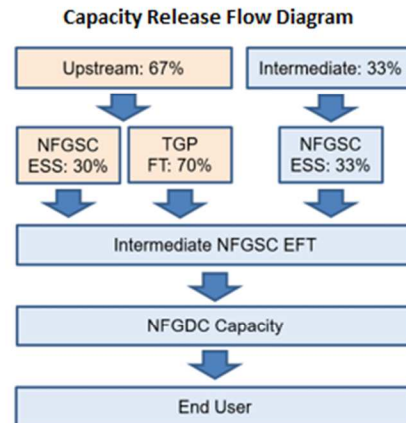 Capacity Release Flow Diagram
Upstream: 67%
Intermediate: 33%
NFGSC
ESS: 30%
TGP
FT: 70%
NFGSC
ESS: 33%
Intermediate NFGSC EFT
NFGDC Capacity
End User